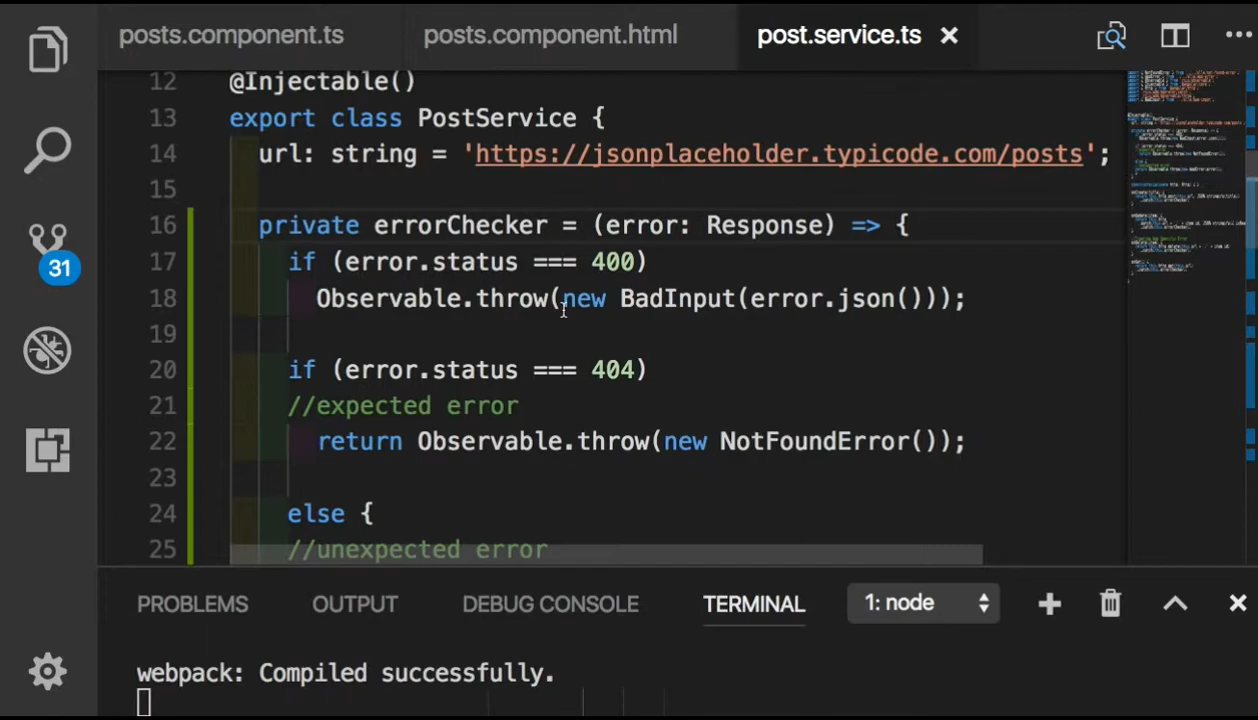 posts.component.ts posts.component.html post.service.ts
12 @Injectable()
13 export class PostService {
14 url: string = 'https://jsonplaceholder.typicode.com/posts';
15
16 private errorChecker = (error: Response) => {
17 if (error.status === 400)
18 Observable.throw(new BadInput(error.json()));
19
20 if (error.status === 404)
21 //expected error
22 return Observable.throw(new NotFoundError());
23
24 else {
25 //unexpected error
31
PROBLEMS OUTPUT DEBUG CONSOLE TERMINAL 1: node
webpack: Compiled successfully.